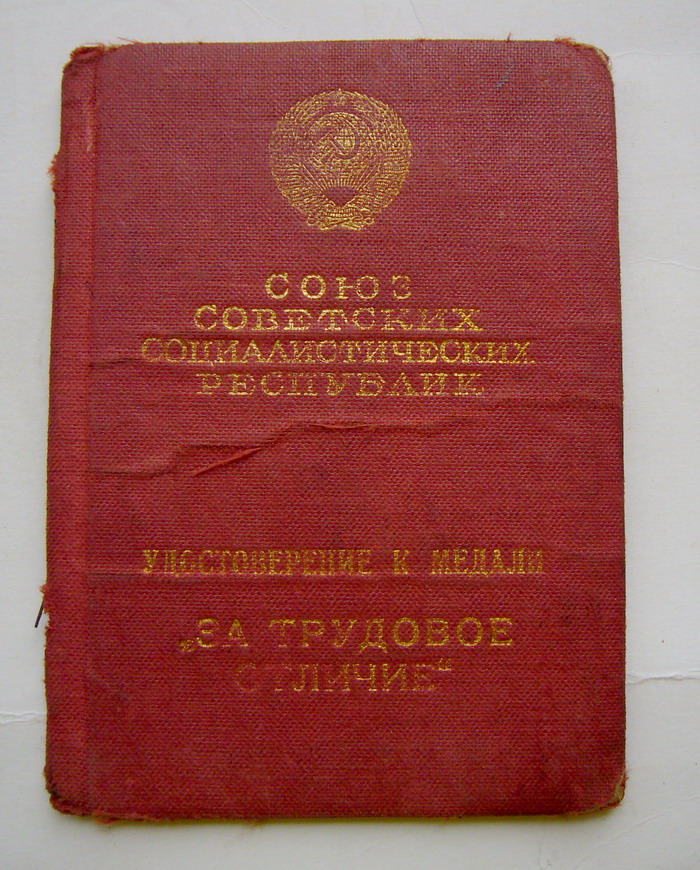 СОЮЗ
СОВЕТСКИХ
СОЦИАЛИСТИЧЕСКИХ
РЕСПУБЛИК
УДОСТОВЕРЕНИЕ К МЕДАЛИ
„ЗА ТРУДОВОЕ
ОТЛИЧИЕ“